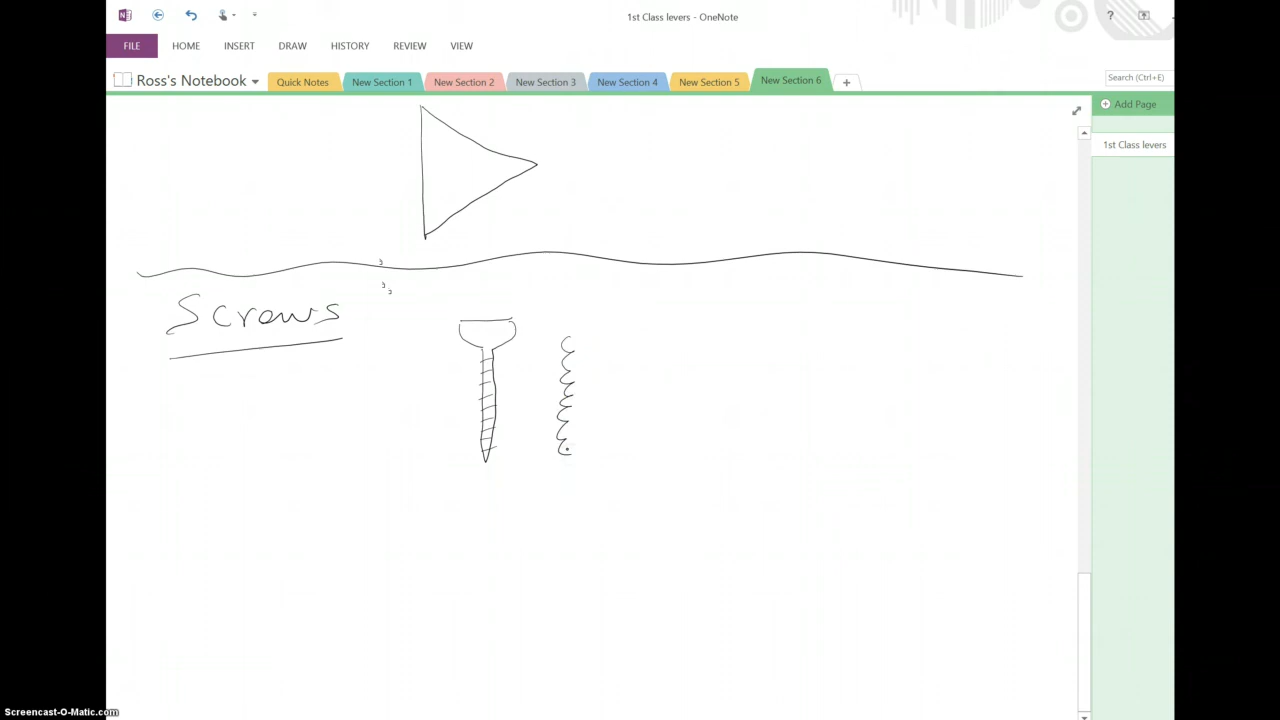 1st Class levers - OneNote
?
FILE HOME INSERT DRAW HISTORY REVIEW VIEW
Ross's Notebook Quick Notes New Section 1 New Section 2 New Section 3 New Section 4 New Section 5 New Section 6 + Search (Ctrl+E)
Add Page
1st Class levers
Screws
Screencast-O-Matic.com